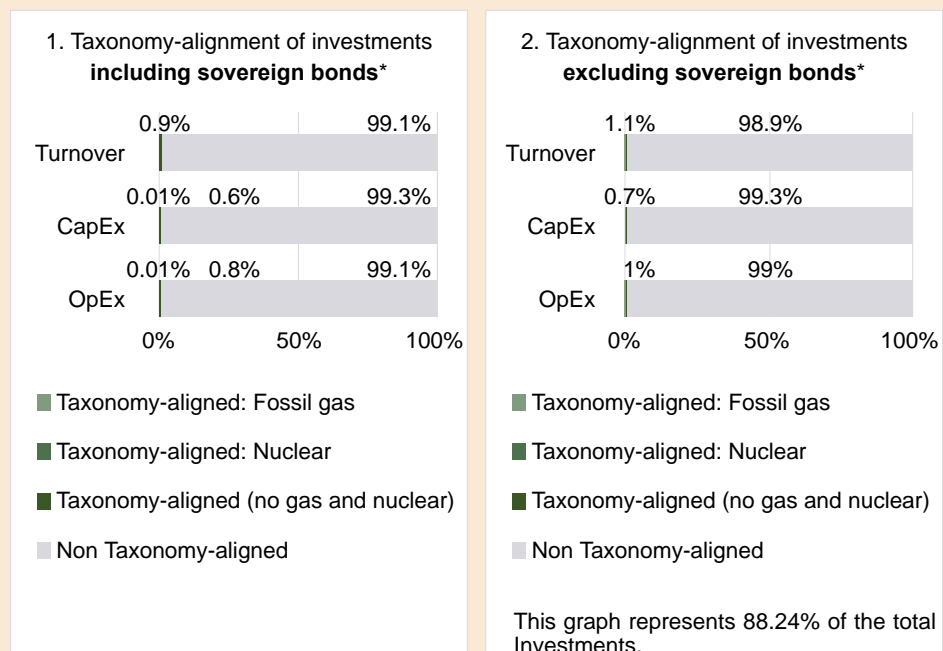 1. Taxonomy-alignment of investments
including sovereign bonds*
0.9% 99.1%
Turnover
0.01% 0.6% 99.3%
CapEx
0.01% 0.8% 99.1%
OpEx
0% 50% 100%
Taxonomy-aligned: Fossil gas
Taxonomy-aligned: Nuclear
Taxonomy-aligned (no gas and nuclear)
Non Taxonomy-aligned
2. Taxonomy-alignment of investments
excluding sovereign bonds*
1.1% 98.9%
Turnover
0.7% 99.3%
CapEx
1% 99%
OpEx
0% 50% 100%
Taxonomy-aligned: Fossil gas
Taxonomy-aligned: Nuclear
Taxonomy-aligned (no gas and nuclear)
Non Taxonomy-aligned
This graph represents 88.24% of the total
Investments.